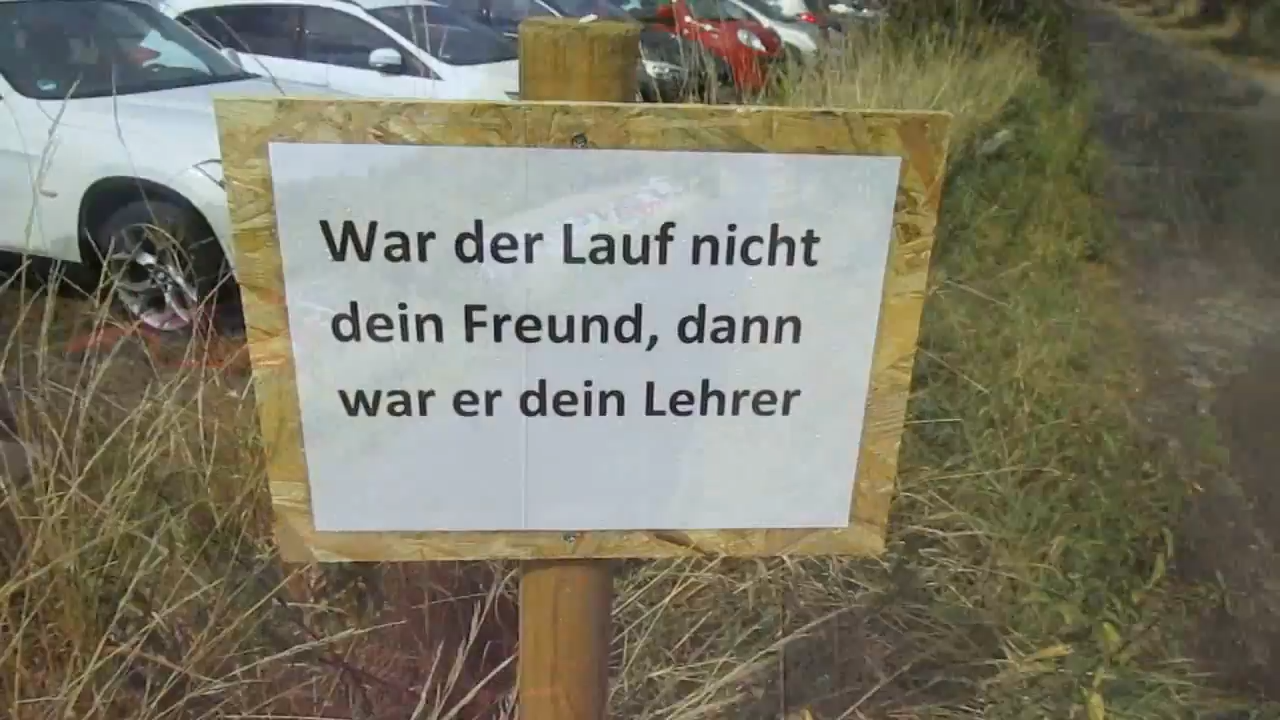 War der Lauf nicht
dein Freund, dann
war er dein Lehrer